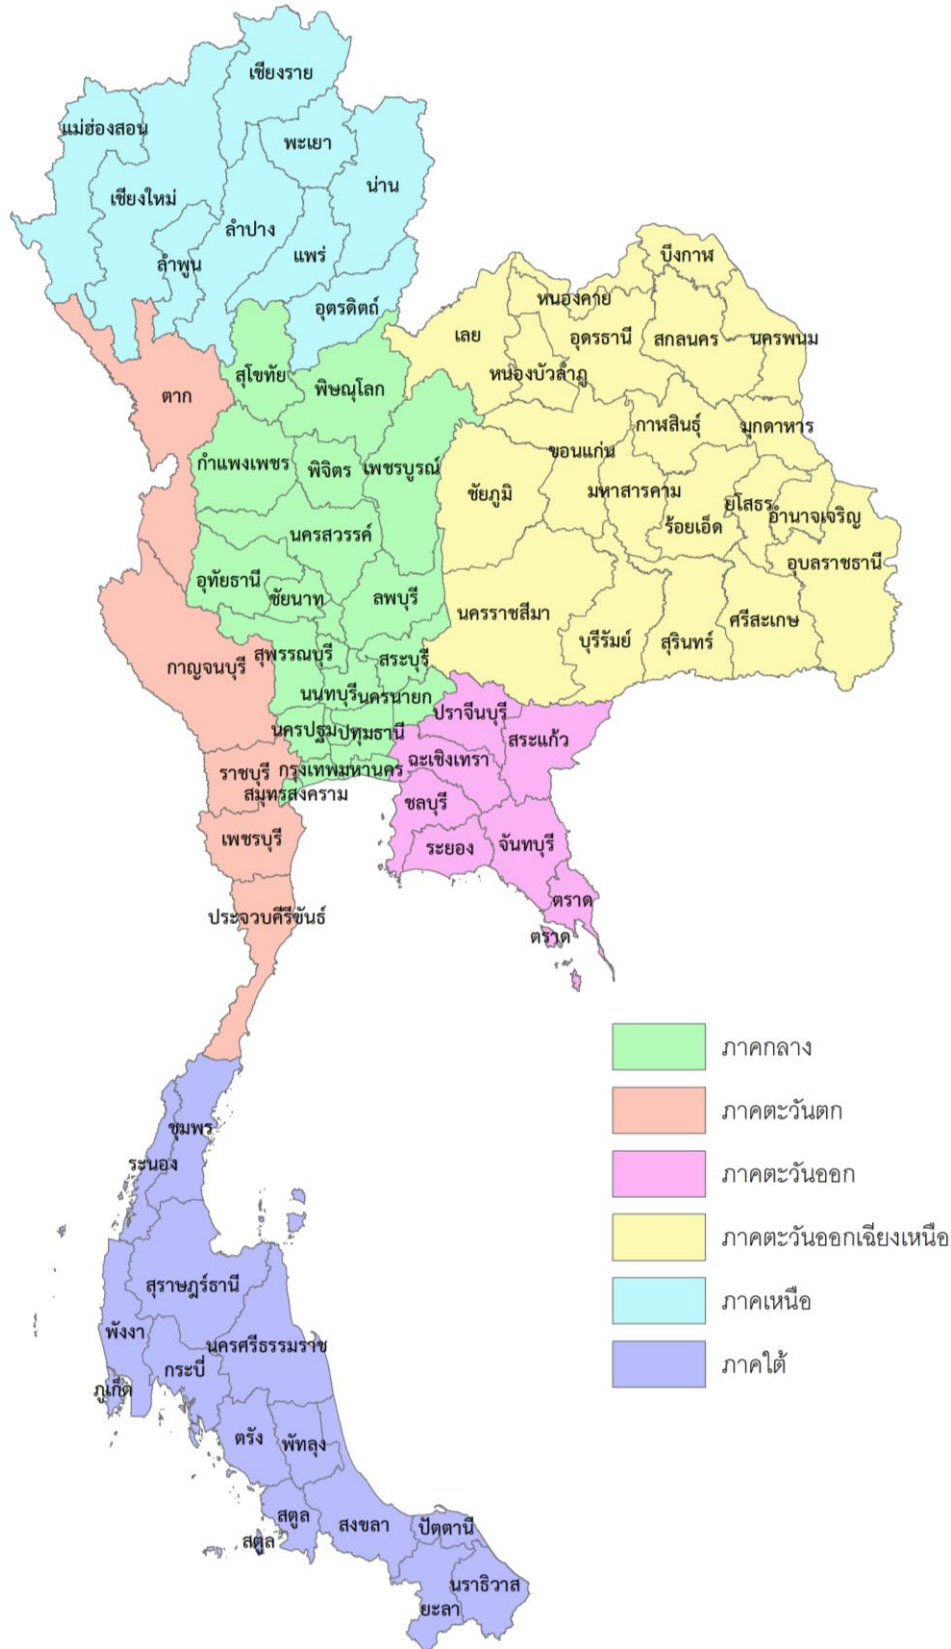 เชียงราย
แม่ฮ่องสอน
พะเยา
น่าน
เชียงใหม่
ลำปาง
แพร่
ลำพูน
อุตรดิตถ์
บึงกาฬ
หนองคาย
เลย
อุดรธานี
สกลนคร
นครพนม
หนองบัวลำภู
สุโขทัย
พิษณุโลก
ตาก
กาฬสินธุ์
มุกดาหาร
ขอนแก่น
กำแพงเพชร
พิจิตร
เพชรบูรณ์
ชัยภูมิ
มหาสารคาม
ยโสธร
อำนาจเจริญ
ร้อยเอ็ด
นครสวรรค์
อุบลราชธานี
อุทัยธานี
ชัยนาท
ลพบุรี
นครราชสีมา
บุรีรัมย์
สุรินทร์
ศรีสะเกษ
สุพรรณบุรี
สระบุรี
กาญจนบุรี
นนทบุรี
นครนายก
ปราจีนบุรี
สระแก้ว
นครปฐม
ปทุมธานี
ฉะเชิงเทรา
ราชบุรี
กรุงเทพมหานคร
สมุทรสงคราม
ชลบุรี
เพชรบุรี
ระยอง
จันทบุรี
ตราด
ประจวบคีรีขันธ์
ตราด
ภาคกลาง
ภาคตะวันตก
ภาคตะวันออก
ภาคตะวันออกเฉียงเหนือ
ภาคเหนือ
ภาคใต้
ชุมพร
ระนอง
สุราษฎร์ธานี
พังงา
นครศรีธรรมราช
กระบี่
ภูเก็ต
ตรัง
พัทลุง
สตูล
สงขลา
ปัตตานี
สตูล
นราธิวาส
ยะลา